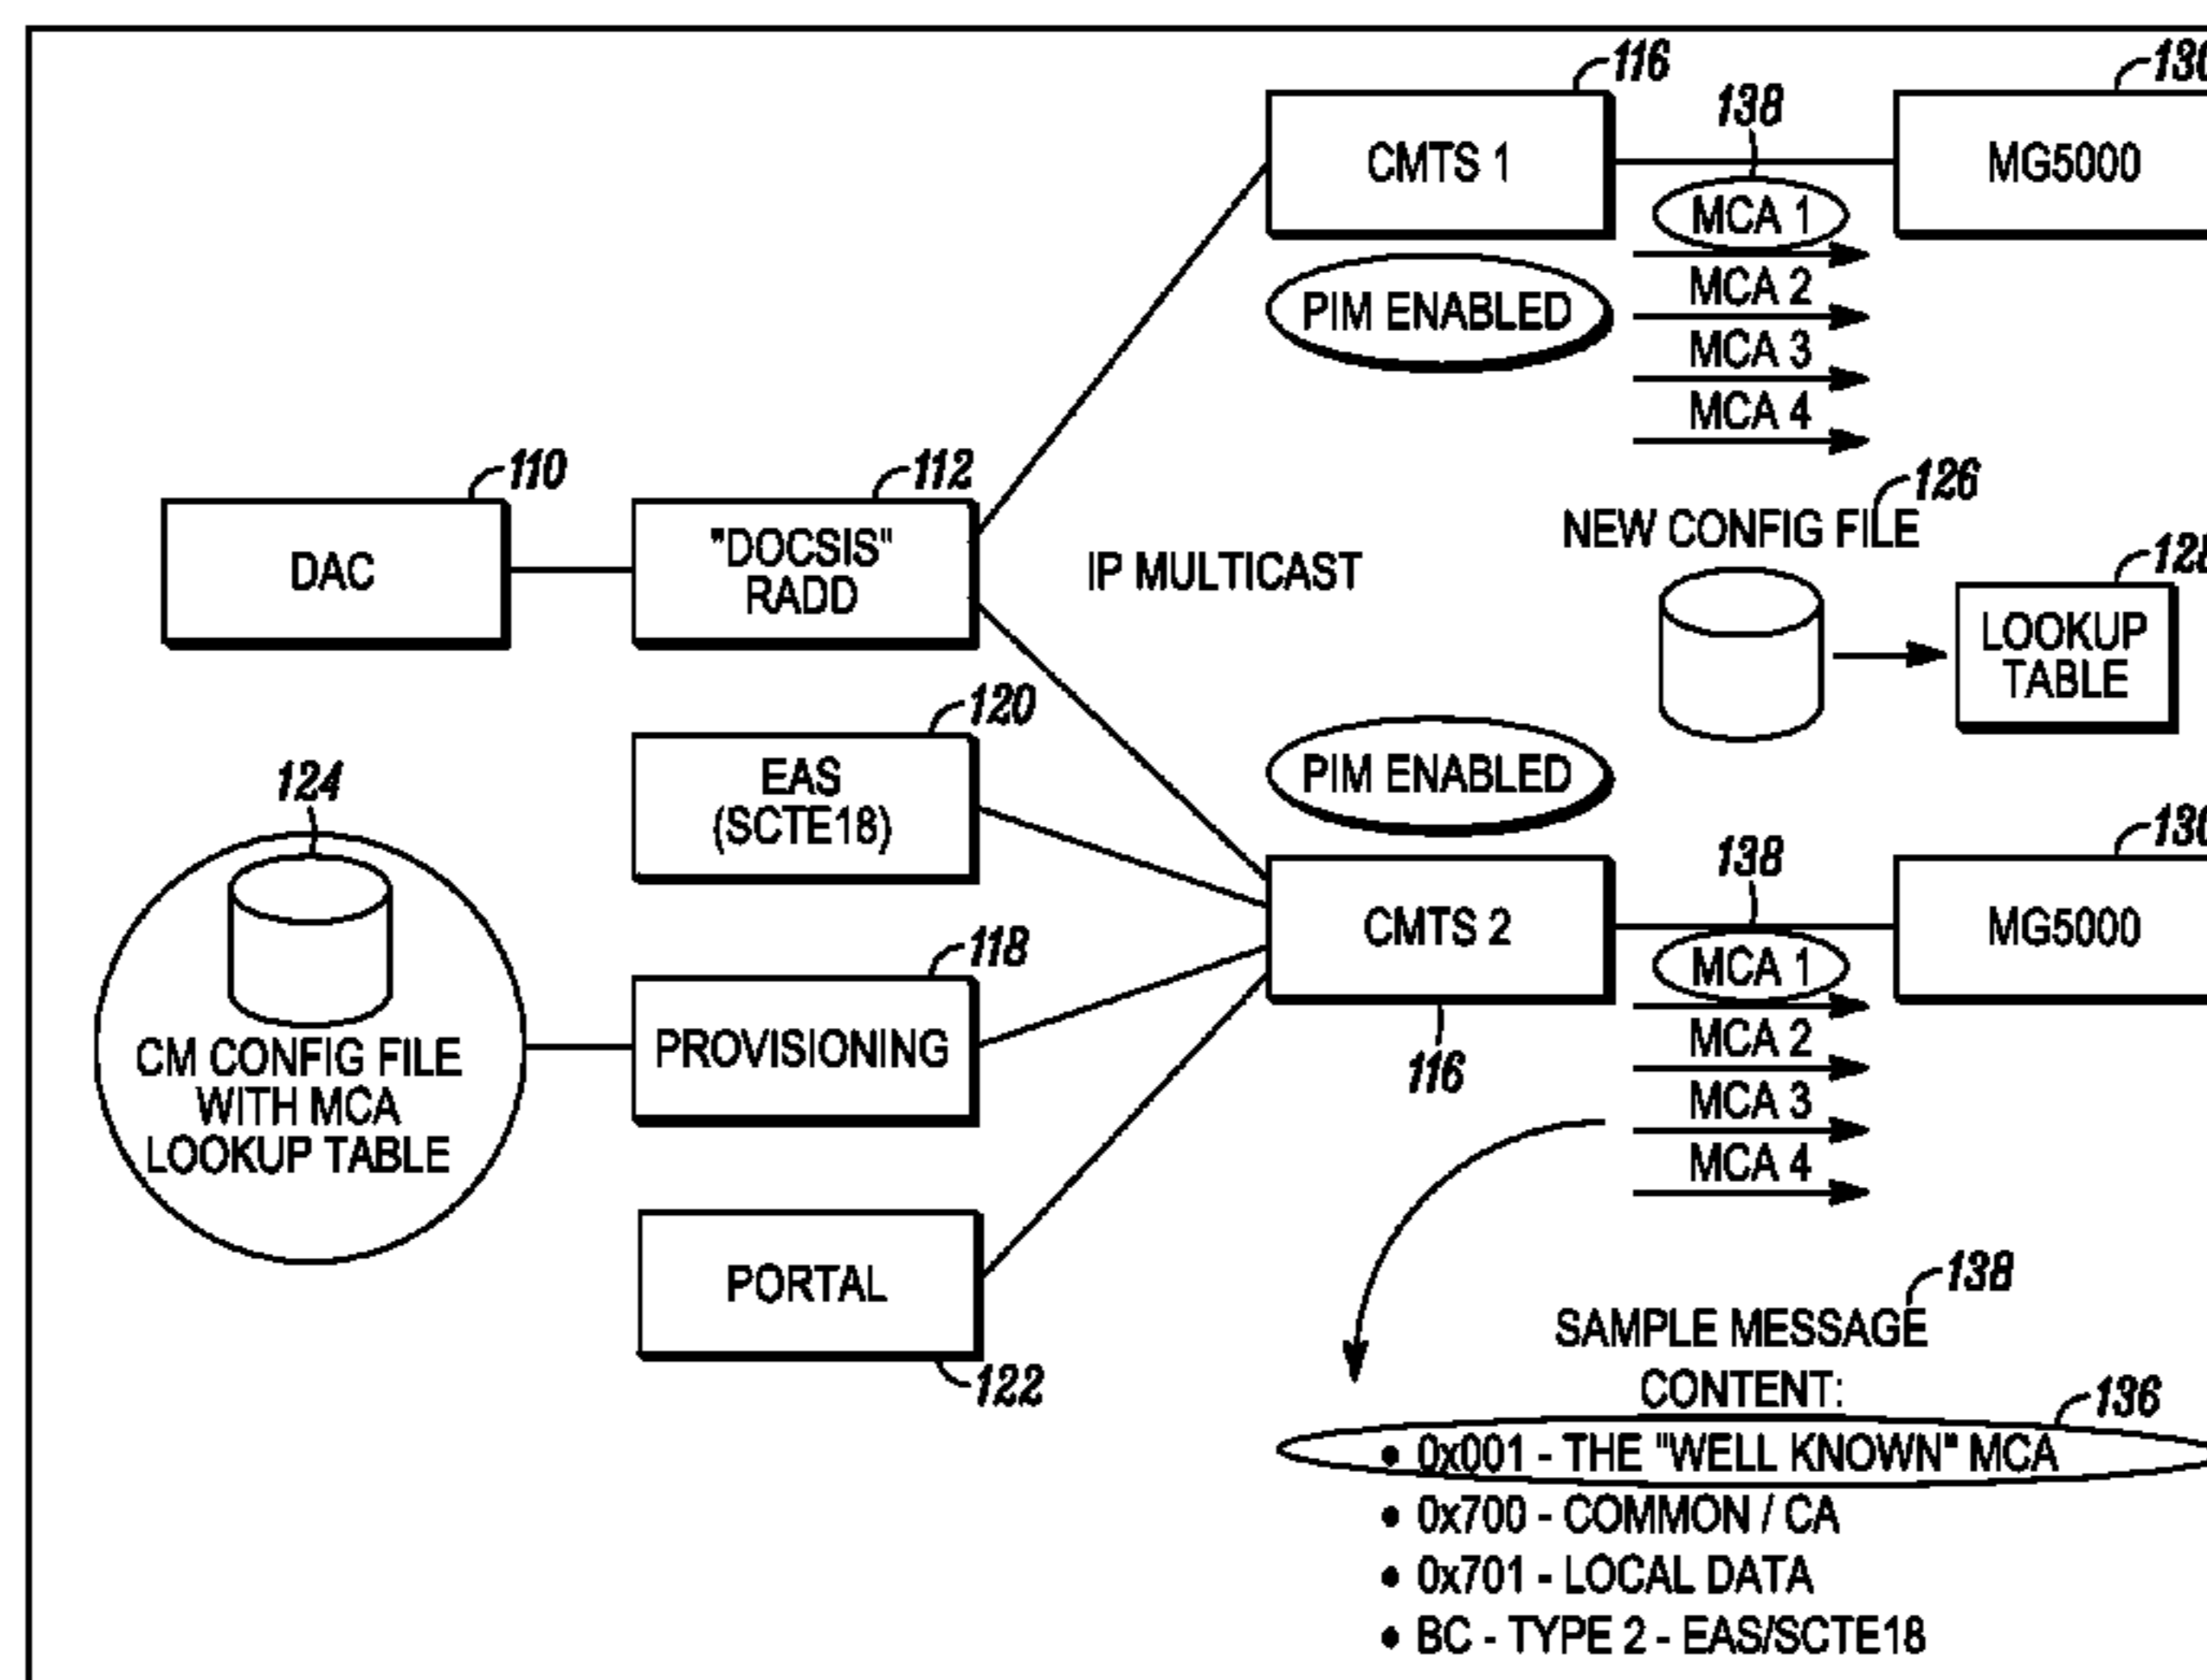 116
130
138
CMTS 1
MG5000
MCA 1
PIM ENABLED
MCA 2
MCA 3
MCA 4
110
112
126
NEW CONFIG FILE
DAC
"DOCSIS"
RADD
IP MULTICAST
LOOKUP
TABLE
120
PIM ENABLED
124
EAS
(SCTE18)
138
130
CMTS 2
MG5000
118
MCA 1
CM CONFIG FILE
WITH MCA
LOOKUP TABLE
PROVISIONING
116
MCA 2
MCA 3
MCA 4
PORTAL
122
138
SAMPLE MESSAGE
CONTENT:
136
• 0x001 - THE "WELL KNOWN" MCA
• 0x700 - COMMON / CA
• 0x701 - LOCAL DATA
• BC - TYPE 2 - EAS/SCTE18